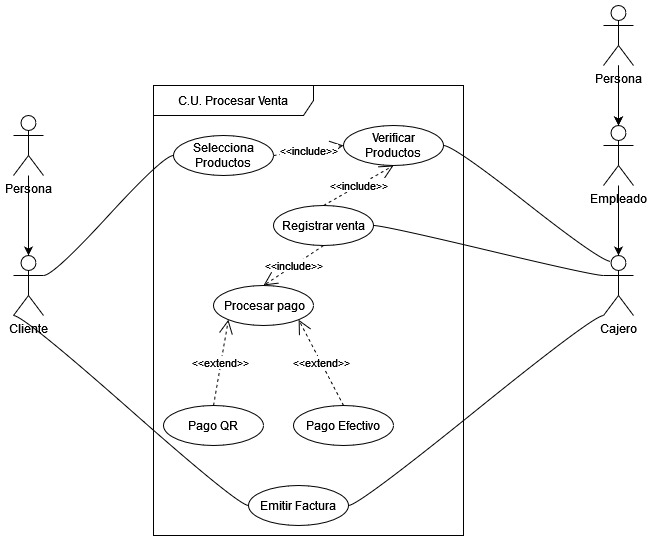 Persona
C.U. Procesar Venta
Selecciona
Productos
<<include>>
Verificar
Productos
<<include>>
Persona
Empleado
Registrar venta
<<include>>
Procesar pago
Cliente
Cajero
<<extend>>
<<extend>>
Pago QR
Pago Efectivo
Emitir Factura